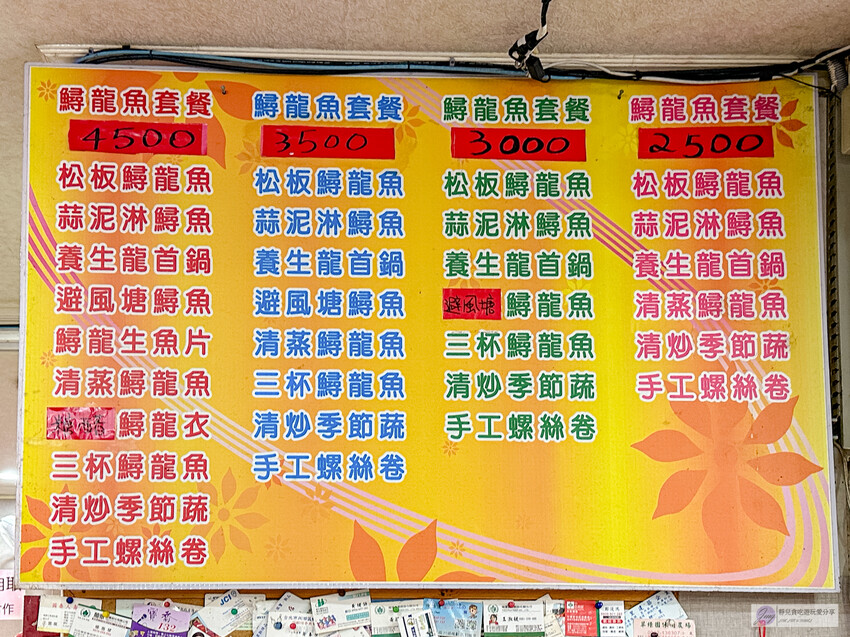 鱘龍魚套餐
4500
松板鱘龍魚
蒜泥淋鱘魚
養生龍首鍋
避風塘鱘魚
鱘龍生魚片
清蒸鱘龍魚
鱘龍衣
三杯鱘龍魚
清炒季節蔬
手工螺絲卷
鱘龍魚套餐
3500
松板鱘龍魚
蒜泥淋鱘魚
養生龍首鍋
避風塘鱘魚
清蒸鱘龍魚
三杯鱘龍魚
清炒季節蔬
手工螺絲卷
鱘龍魚套餐
3000
松板鱘龍魚
蒜泥淋鱘魚
養生龍首鍋
避風塘鱘龍魚
三杯鱘龍魚
清炒季節蔬
手工螺絲卷
鱘龍魚套餐
2500
松板鱘龍魚
蒜泥淋鱘魚
養生龍首鍋
清蒸鱘龍魚
清炒季節蔬
手工螺絲卷
JCI